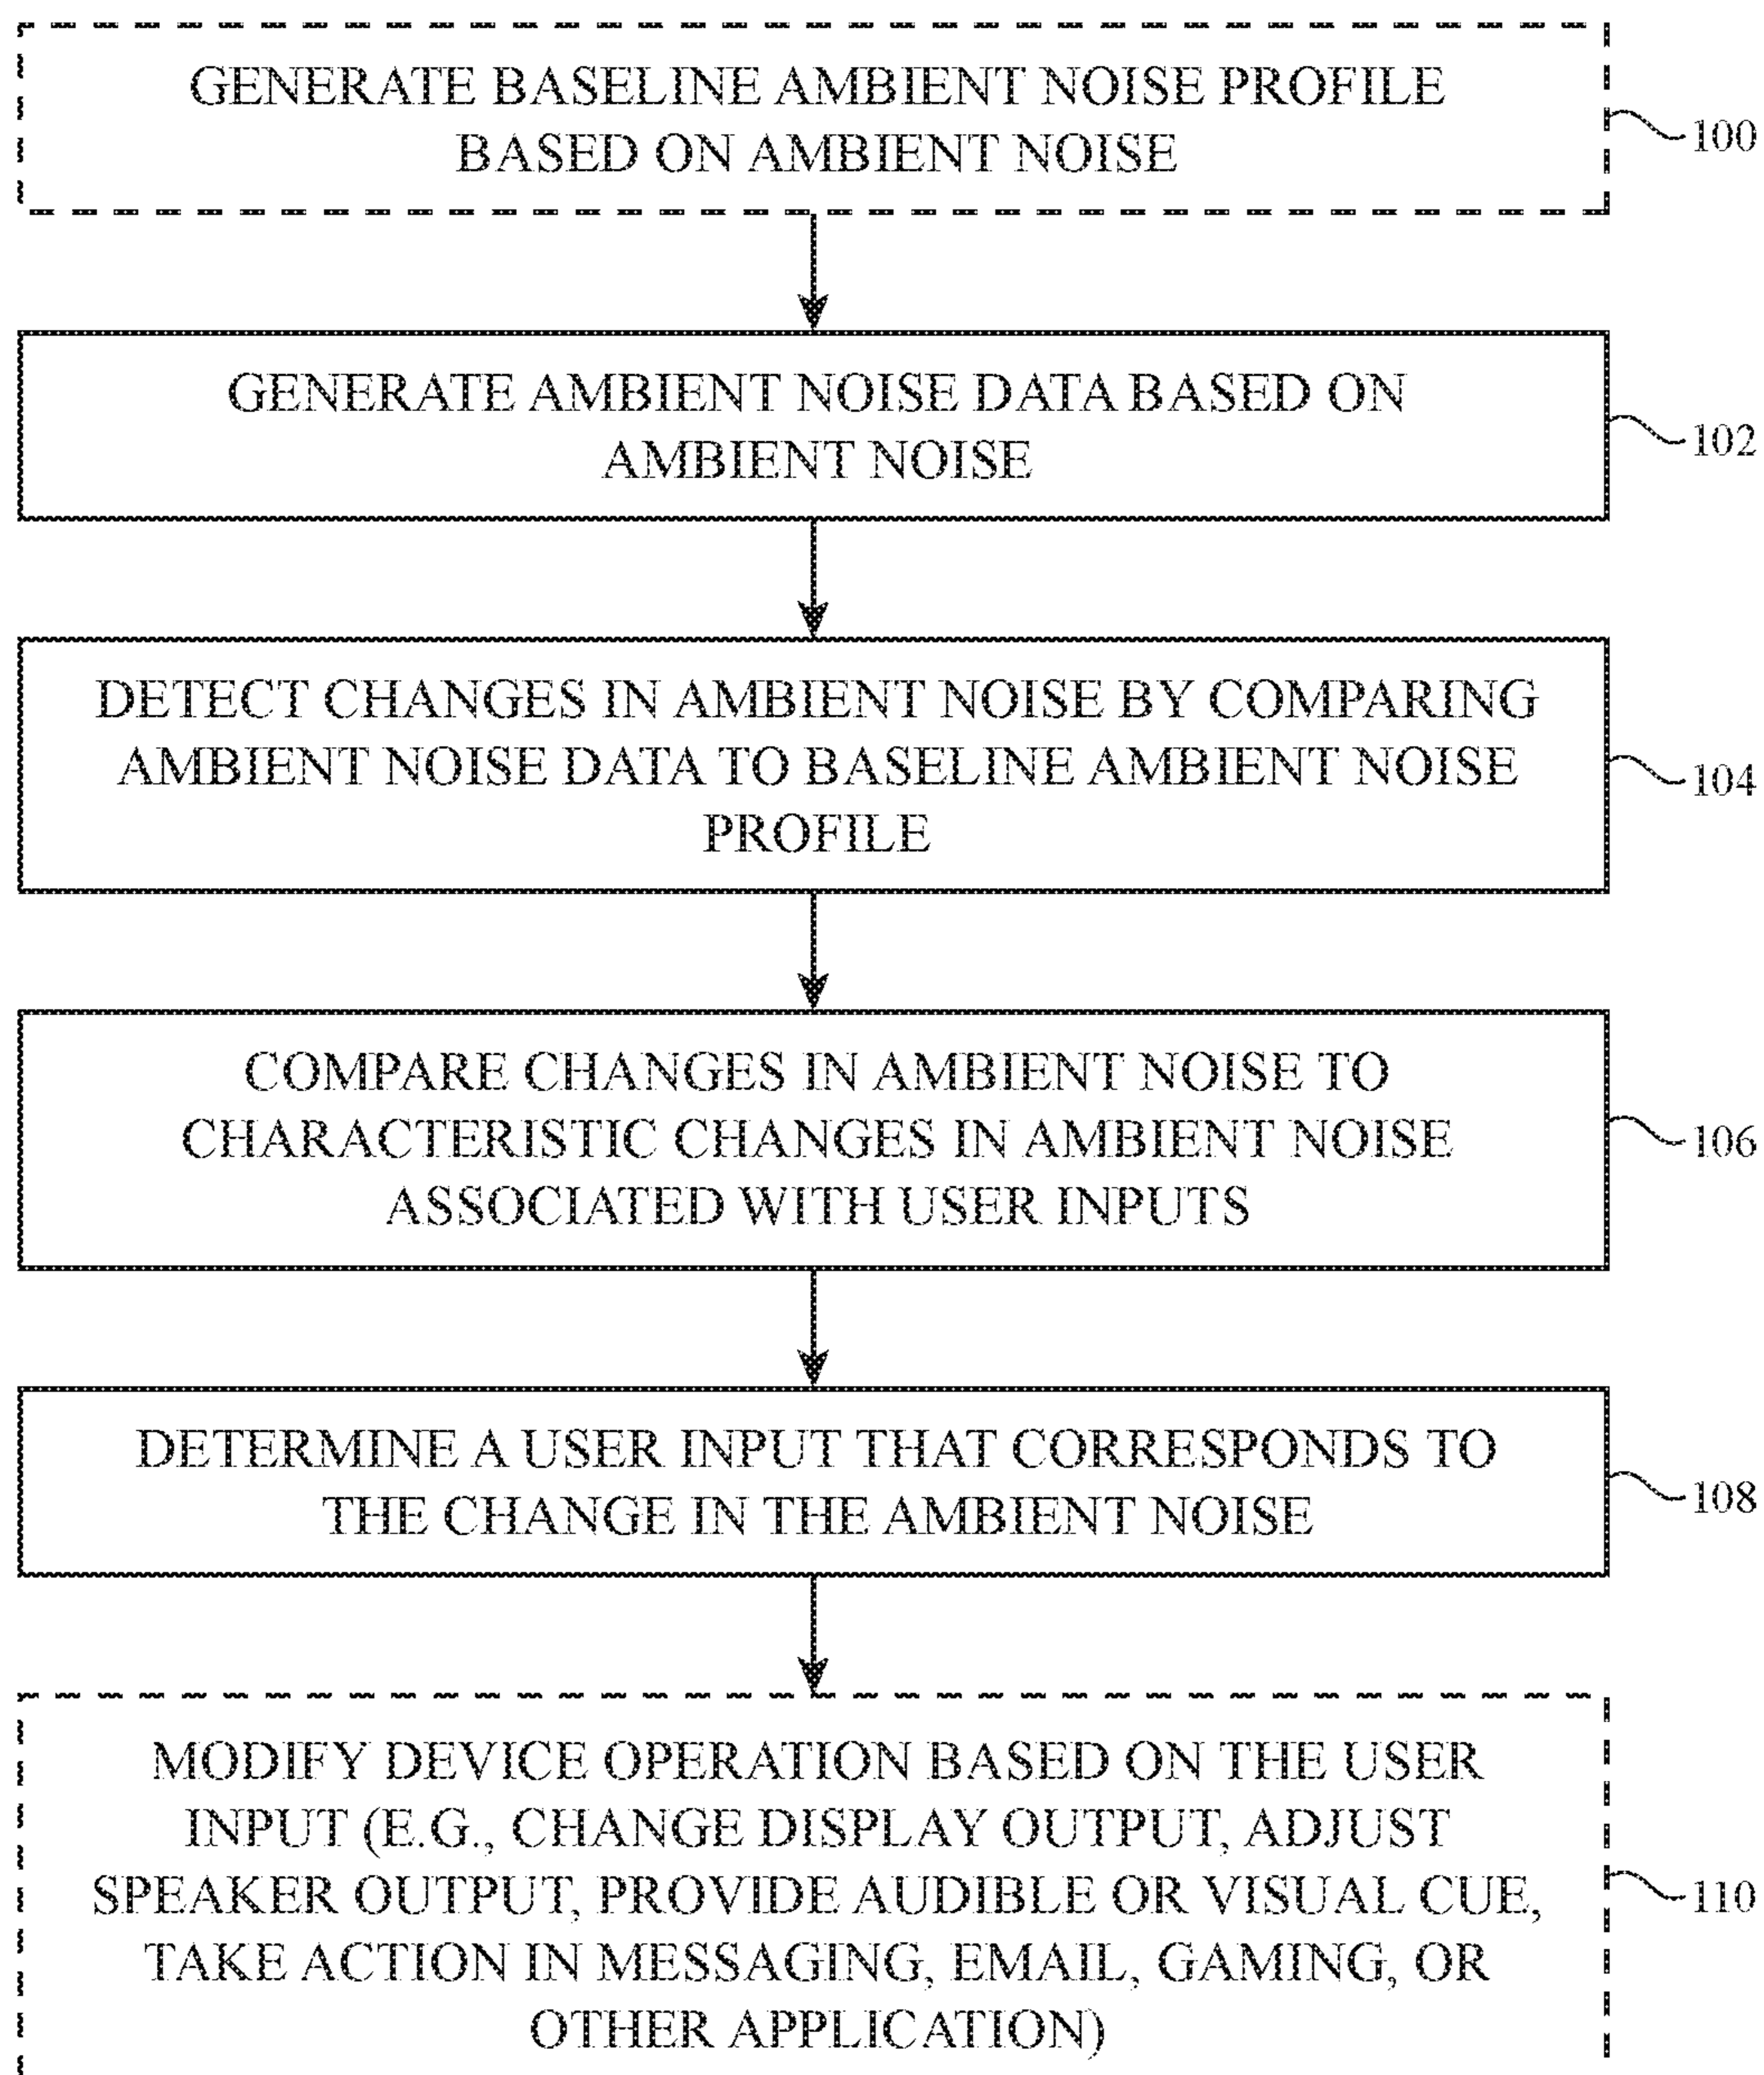 GENERATE BASELINE AMBIENT NOISE PROFILE
BASED ON AMBIENT NOISE
100
GENERATE AMBIENT NOISE DATA BASED ON
AMBIENT NOISE
102
DETECT CHANGES IN AMBIENT NOISE BY COMPARING
AMBIENT NOISE DATA TO BASELINE AMBIENT NOISE
PROFILE
104
COMPARE CHANGES IN AMBIENT NOISE TO
CHARACTERISTIC CHANGES IN AMBIENT NOISE
ASSOCIATED WITH USER INPUTS
106
DETERMINE A USER INPUT THAT CORRESPONDS TO
THE CHANGE IN THE AMBIENT NOISE
108
MODIFY DEVICE OPERATION BASED ON THE USER
INPUT (E.G., CHANGE DISPLAY OUTPUT, ADJUST
SPEAKER OUTPUT, PROVIDE AUDIBLE OR VISUAL CUE,
TAKE ACTION IN MESSAGING, EMAIL, GAMING, OR
OTHER APPLICATION)
110